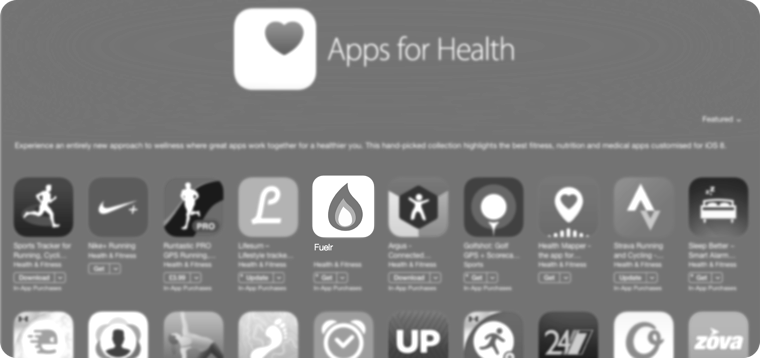 Apps for Health
Featured
Experience an entirely new approach to wellness where great apps work together for a healthier you. This hand-picked collection highlights the best fitness, nutrition and medical apps customised for iOS 8.
PRO
Sports Tracker for
Running, Cycli...
Health & Fitness
Download
In-App Purchases
Nike+ Running
Health & Fitness
Get
Runtastic PRO
GPS Running,...
Health & Fitness
£3.99
In-App Purchases
Lifesum –
Lifestyle tracke...
Health & Fitness
Update
In-App Purchases
Fuelr
Health & Fitness
Get
In-App Purchases
Argus -
Connected...
Health & Fitness
Download
In-App Purchases
Golfshot: Golf
GPS + Scoreca...
Sports
Get
In-App Purchases
Health Mapper -
the app for...
Health & Fitness
Get
Strava Running
and Cycling -...
Health & Fitness
Update
In-App Purchases
Sleep Better –
Smart Alarm...
Health & Fitness
Get
In-App Purchases
UP
24/7
zova